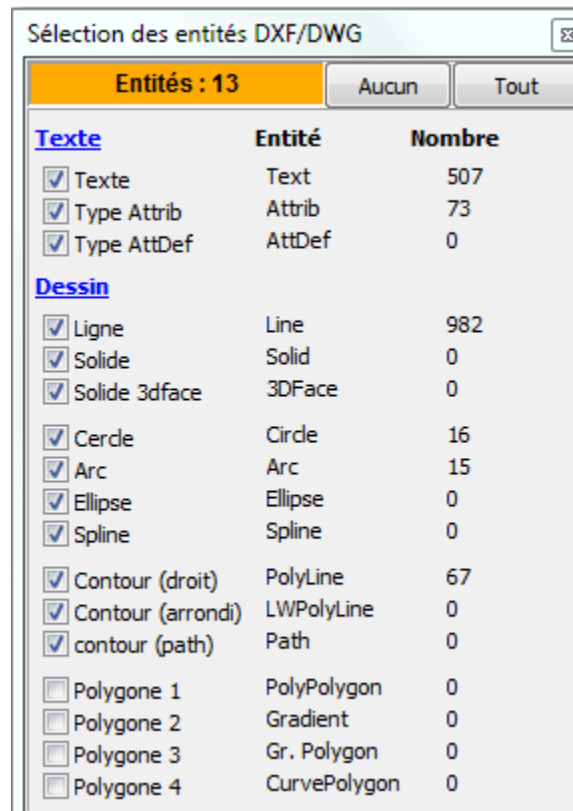 Sélection des entités DXF/DWG
Entités : 13 Aucun Tout
Texte Entité Nombre
Texte Text 507
Type Attrib Attrib 73
Type AttDef AttDef 0
Dessin
Ligne Line 982
Solide Solid 0
Solide 3dface 3DFace 0
Cercle Circle 16
Arc Arc 15
Ellipse Ellipse 0
Spline Spline 0
Contour (droit) PolyLine 67
Contour (arrondi) LWPolyLine 0
contour (path) Path 0
Polygone 1 PolyPolygon 0
Polygone 2 Gradient 0
Polygone 3 Gr. Polygon 0
Polygone 4 CurvePolygon 0